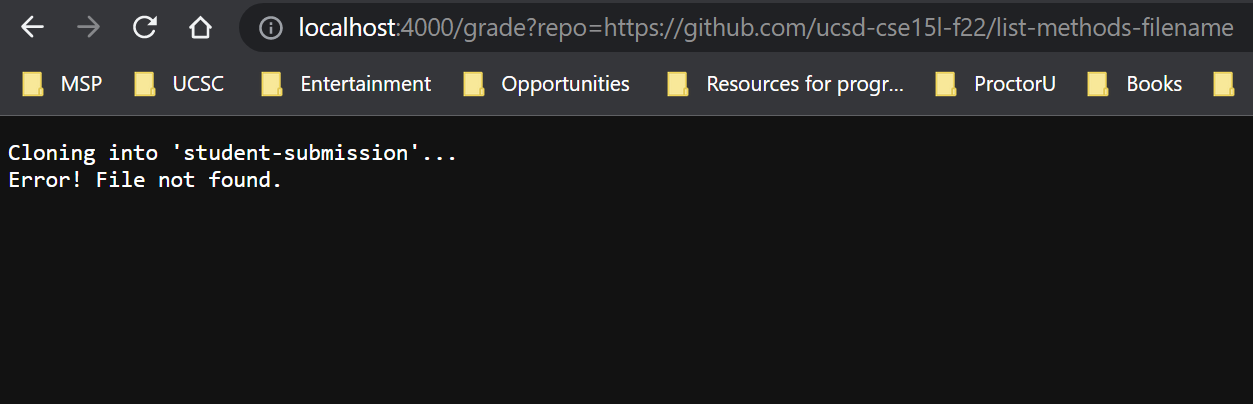 localhost:4000/grade?repo=https://github.com/ucsd-cse15l-f22/list-methods-filename
MSP UCSC Entertainment Opportunities Resources for progr... ProctorU Books
Cloning into 'student-submission'...
Error! File not found.